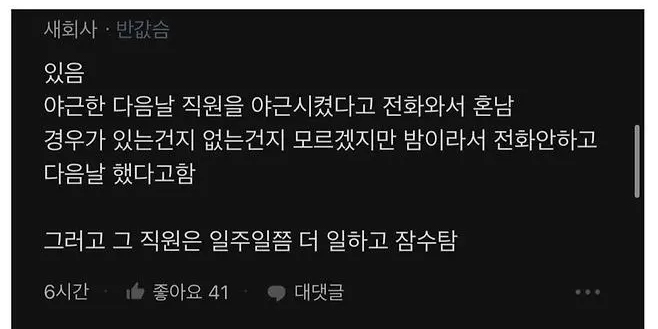 새회사 · 반값슴
있음
야근한 다음날 직원을 야근시켰다고 전화와서 혼남
경우가 있는건지 없는건지 모르겠지만 밤이라서 전화안하고
다음날 했다고함
그러고 그 직원은 일주일쯤 더 일하고 잠수탐
6시간 · 좋아요 41 · 대댓글